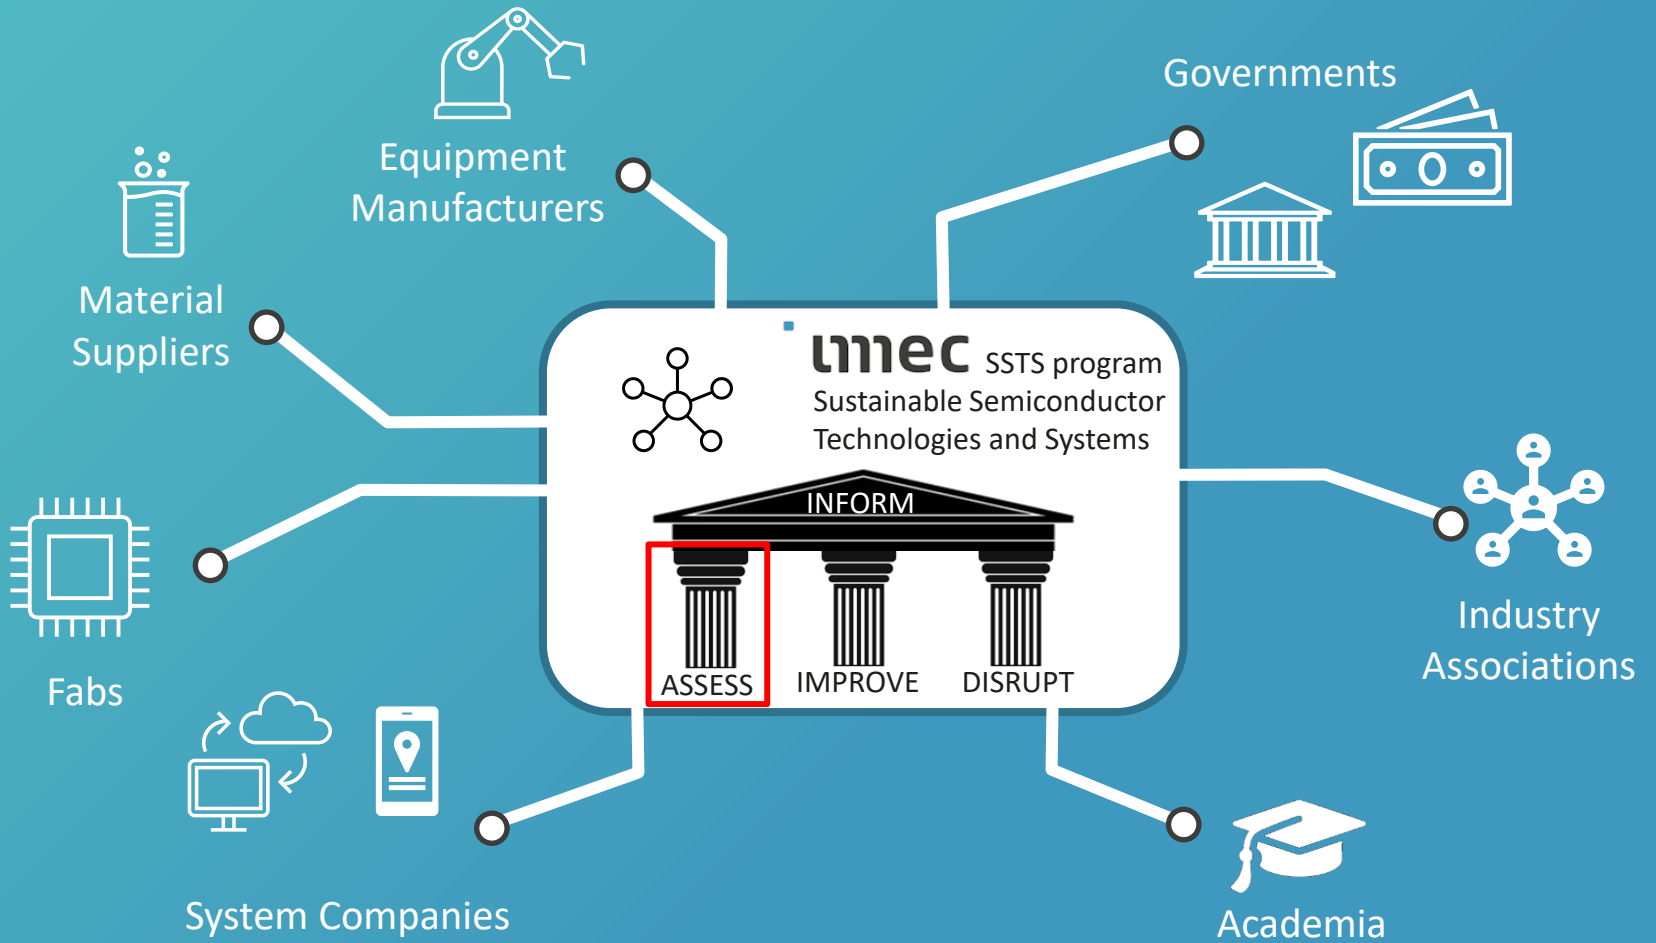 Governments
Equipment
Manufacturers
Material
Suppliers
imec SSTS program
Sustainable Semiconductor
Technologies and Systems
INFORM
ASSESS IMPROVE DISRUPT
Industry
Associations
Fabs
System Companies
Academia